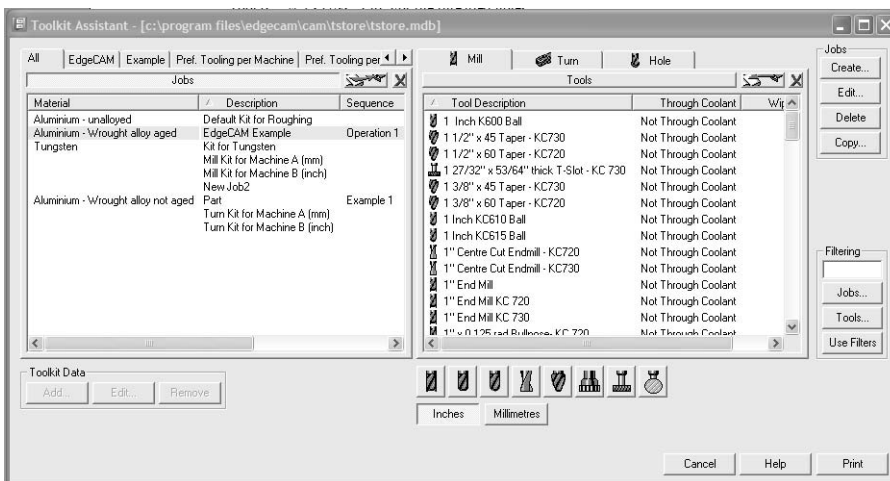 Toolkit Assistant - [c:\program files\edgecam\cam\tstore\tstore.mdb]
All EdgeCAM Example Pref. Tooling per Machine Pref. Tooling per
Jobs
Material Description Sequence
Aluminium - unalloyed Default Kit for Roughing
Aluminium - Wrought alloy aged EdgeCAM Example Operation 1
Tungsten Kit for Tungsten
Mill Kit for Machine A (mm)
Mill Kit for Machine B (inch)
New Job2
Aluminium - Wrought alloy not aged Part Example 1
Turn Kit for Machine A (mm)
Turn Kit for Machine B (inch)
Toolkit Data
Add... Edit... Remove
Mill Turn Hole
Tools
Tool Description Through Coolant
1 Inch K600 Ball Not Through Coolant
1 1/2" x 45 Taper - KC730 Not Through Coolant
1 1/2" x 60 Taper - KC720 Not Through Coolant
1 27/32" x 53/64" thick T-Slot - KC 730 Not Through Coolant
1 3/8" x 45 Taper - KC730 Not Through Coolant
1 3/8" x 60 Taper - KC720 Not Through Coolant
1 Inch KC610 Ball Not Through Coolant
1 Inch KC615 Ball Not Through Coolant
1" Centre Cut Endmill - KC720 Not Through Coolant
1" Centre Cut Endmill - KC730 Not Through Coolant
1" End Mill Not Through Coolant
1" End Mill KC 720 Not Through Coolant
1" End Mill KC 730 Not Through Coolant
1" x 0.125 rad Bullnose- KC 720 Not Through Coolant
Inches Millimetres
Jobs
Create...
Edit...
Delete
Copy...
Filtering
Jobs...
Tools...
Use Filters
Cancel Help Print